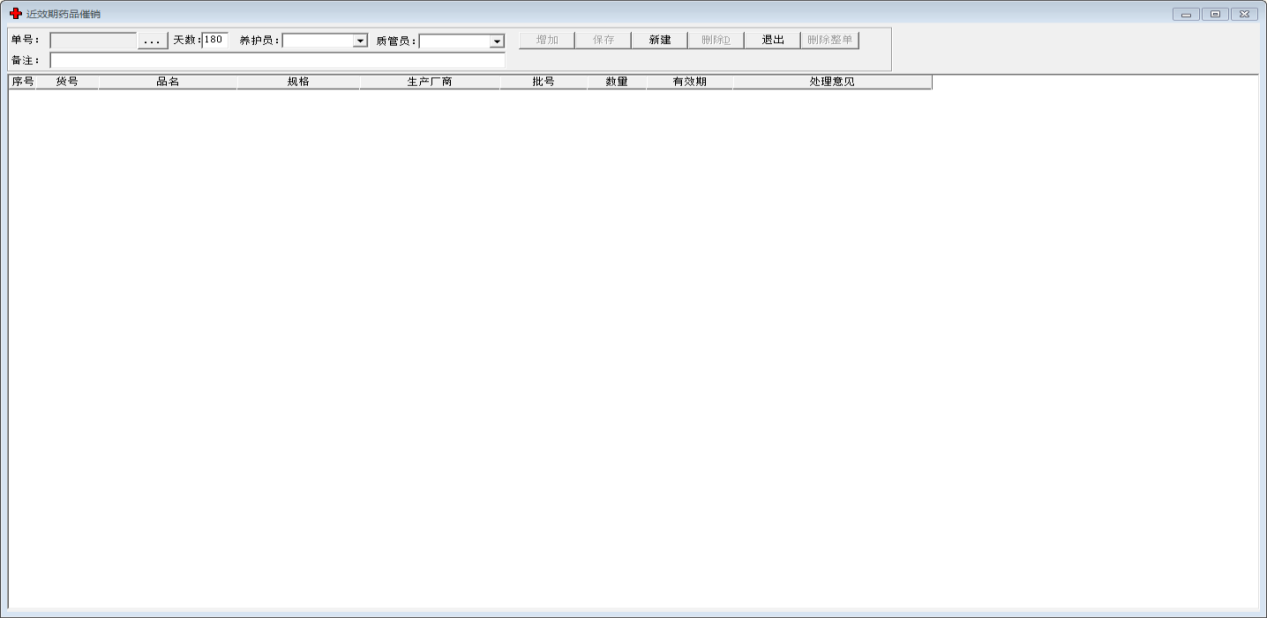 近效期药品催销
单号: ... 天数:180 养护员: 质管员: 增加 保存 新建 删除D 退出 删除整单
备注:
序号 货号 品名 规格 生产厂商 批号 数量 有效期 处理意见